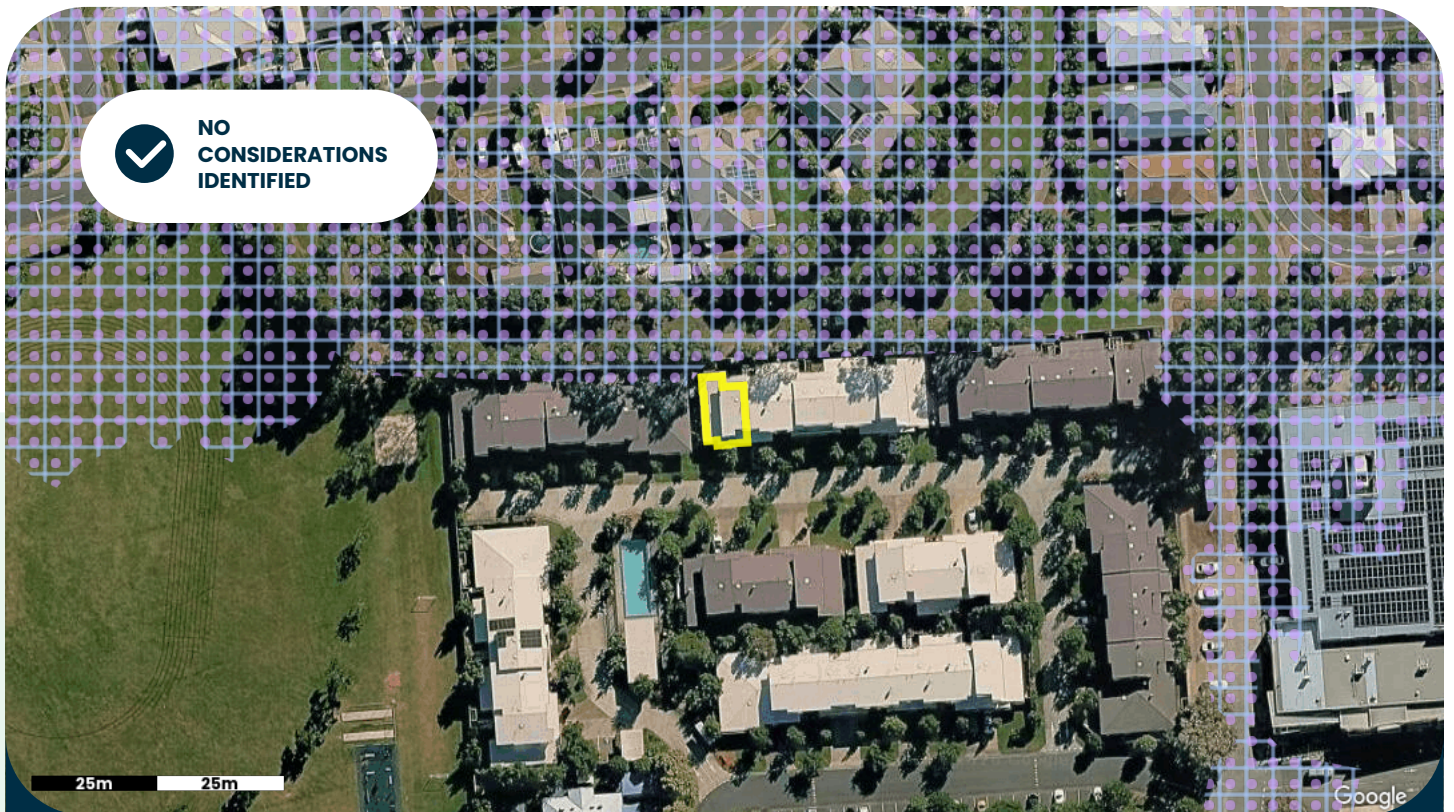 NO
CONSIDERATIONS
IDENTIFIED
25m 25m
Google